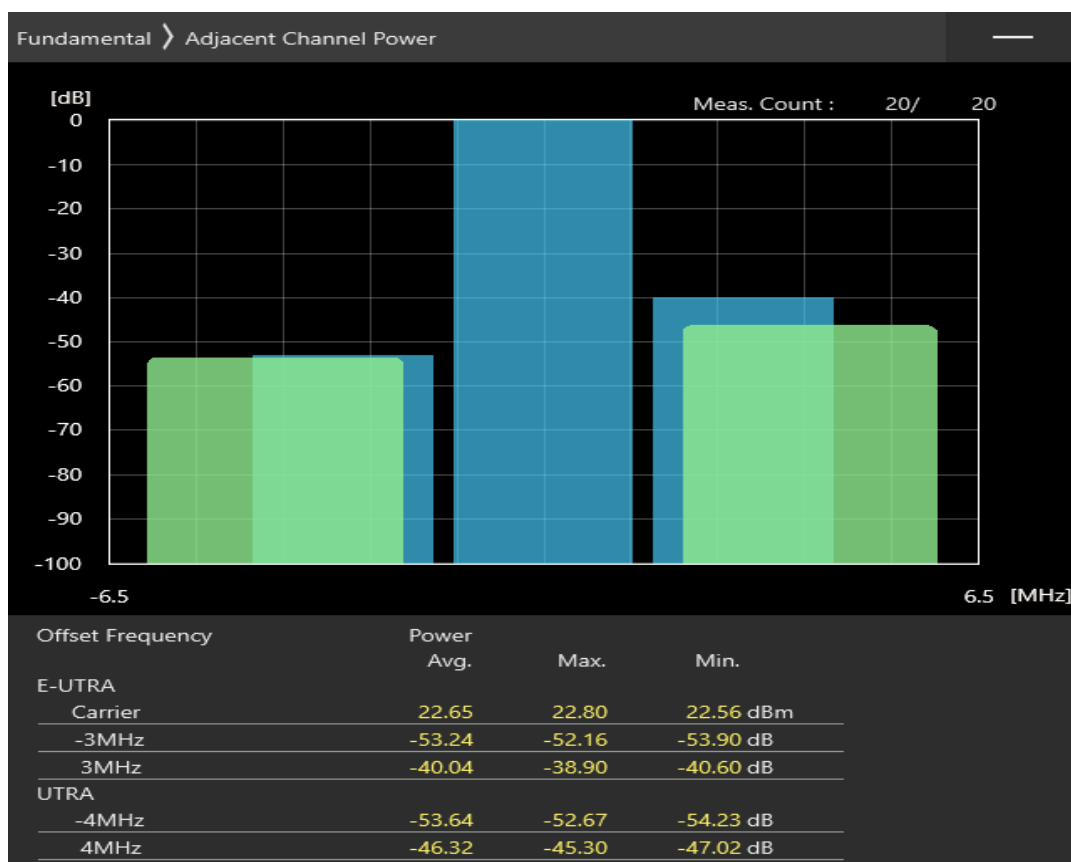 Fundamental 〉 Adjacent Channel Power
[dB]
Meas. Count : 20/ 20
0
-10
-20
-30
-40
-50
-60
-70
-80
-90
-100
-6.5 6.5 [MHz]
Offset Frequency Power
Avg. Max. Min.
E-UTRA
Carrier 22.65 22.80 22.56 dBm
-3MHz -53.24 -52.16 -53.90 dB
3MHz -40.04 -38.90 -40.60 dB
UTRA
-4MHz -53.64 -52.67 -54.23 dB
4MHz -46.32 -45.30 -47.02 dB